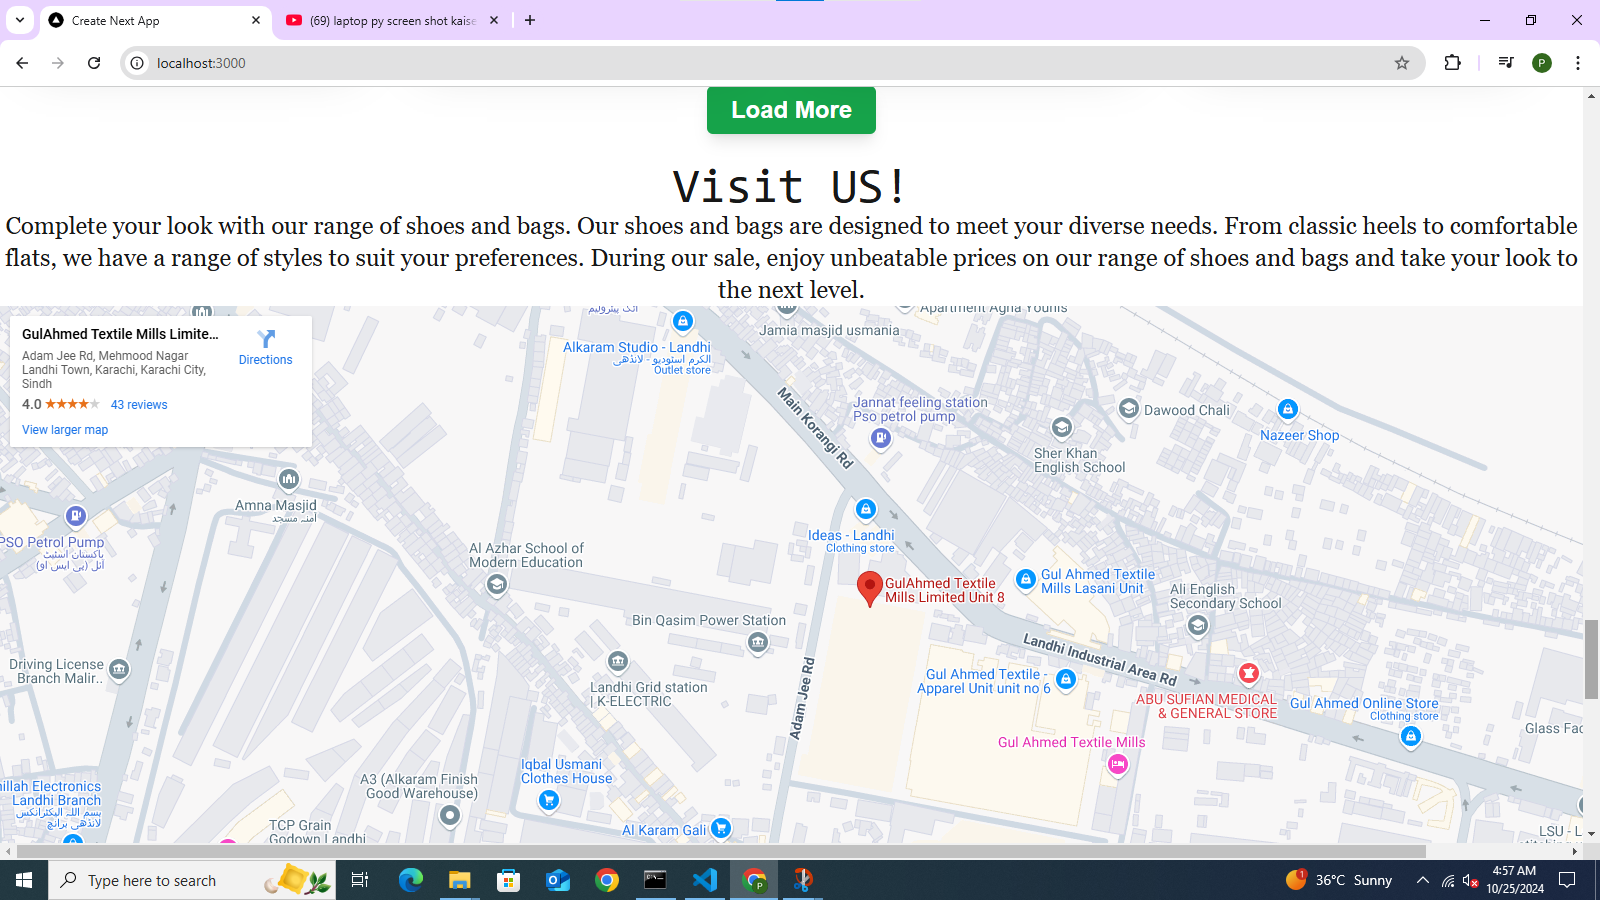 Create Next App
(69) laptop py screen shot kaise
localhost:3000
P
Load More
Visit US!
Complete your look with our range of shoes and bags. Our shoes and bags are designed to meet your diverse needs. From classic heels to comfortable
flats, we have a range of styles to suit your preferences. During our sale, enjoy unbeatable prices on our range of shoes and bags and take your look to
the next level.
GulAhmed Textile Mills Limite...
Adam Jee Rd, Mehmood Nagar
Landhi Town, Karachi, Karachi City,
Sindh
Directions
4.0
43 reviews
View larger map
اٹک پیٹرولیم
Apartment Agha Younis
Jamia masjid usmania
Alkaram Studio - Landhi
الکرم اسٹوڈیو - لانڈھی
Outlet store
Main Korangi Rd
Jannat feeling station
Pso petrol pump
Dawood Chali
Nazeer Shop
Sher Khan
English School
Amna Masjid
آمنہ مسجد
PSO Petrol Pump
پاکستان اسٹیٹ
آئل (پی ایس او)
Ideas - Landhi
Clothing store
Al Azhar School of
Modern Education
GulAhmed Textile
Mills Limited Unit 8
Gul Ahmed Textile
Mills Lasani Unit
Ali English
Secondary School
Bin Qasim Power Station
Landhi Industrial Area Rd
Driving License
Branch Malir..
Landhi Grid station
| K-ELECTRIC
Adam Jee Rd
Gul Ahmed Textile -
Apparel Unit unit no 6
ABU SUFIAN MEDICAL
& GENERAL STORE
Gul Ahmed Online Store
Clothing store
Glass Fac
Gul Ahmed Textile Mills
Iqbal Usmani
Clothes House
A3 (Alkaram Finish
Good Warehouse)
millah Electronics
Landhi Branch
بسم اللہ الیکٹرانکس
لانڈھی برانچ
TCP Grain
Godown Landhi
Al Karam Gali
LSU - L
Type here to search
1
36°C Sunny
4:57 AM
10/25/2024
P